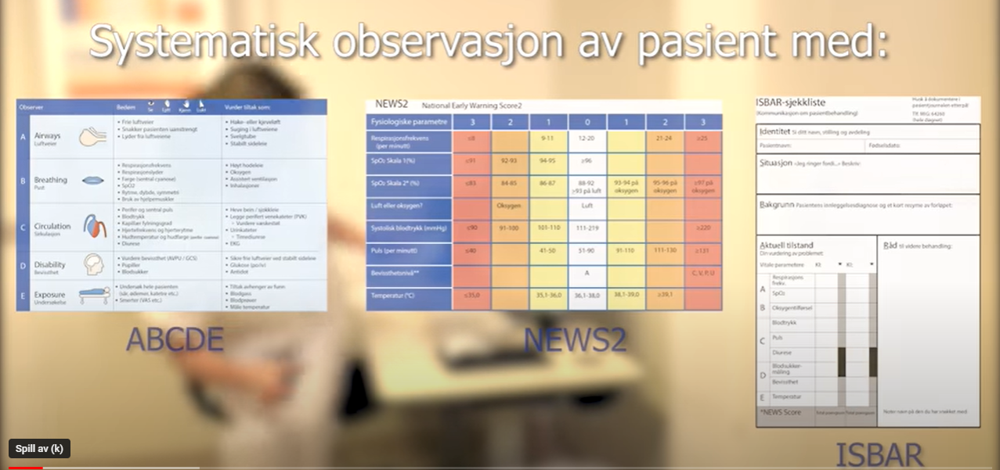 Systematisk observasjon av pasient med:
Observer
Bedøm
Se
Lytt
Kjenn
Lukt
Vurder tiltak som:
A
Airways
Luftveier
• Frie luftveier
• Snakker pasienten uanstrengt
• Lyder fra luftveiene
• Hake- eller kjeveløft
• Suging i luftveiene
• Svelgtube
• Stabilt sideleie
B
Breathing
Pust
• Respirasjonsfrekvens
• Respirasjonslyder
• Farge (sentral cyanose)
• SpO2
• Rytme, dybde, symmetri
• Bruk av hjelpemuskler
• Høyt hodeleie
• Oksygen
• Assistert ventilasjon
• Inhalasjoner
C
Circulation
Sirkulasjon
• Perifer og sentral puls
• Blodtrykk
• Kapillær fylningsgrad
• Hjertefrekvens og hjerterytme
• Hudtemperatur og hudfarge
• Diurese
• Heve bein / sjokkleie
• Legge perifert venekateter (PVK)
• Vurdere væskestøt
• Urinkateter
• Timediurese
• EKG
D
Disability
Bevissthet
• Vurdere bevissthet (AVPU / GCS)
• Pupiller
• Blodsukker
• Sikre frie luftveier ved stabilt sideleie
• Glukose (po/iv)
• Antidot
E
Exposure
Undersøkelse
• Undersøk hele pasienten
(sår, ødemer, katetre etc.)
• Smerter (VAS etc.)
• Tiltak avhenger av funn
• Blodgass
• Blodprøver
• Måle temperatur
ABCDE
NEWS2 National Early Warning Score2
Fysiologiske parametre 3 2 1 0 1 2 3
Respirasjonsfrekvens
(per minutt)
≤8 9-11 12-20 21-24 ≥25
SpO₂ Skala 1(%) ≤91 92-93 94-95 ≥96
SpO₂ Skala 2* (%) ≤83 84-85 86-87 88-92
≥93 på luft
93-94 på
oksygen
95-96 på
oksygen
≥97 på
oksygen
Luft eller oksygen? Oksygen Luft
Systolisk blodtrykk (mmHg) ≤90 91-100 101-110 111-219 ≥220
Puls (per minutt) ≤40 41-50 51-90 91-110 111-130 ≥131
Bevissthetsnivå** A C, V, P, U
Temperatur (°C) ≤35,0 35,1-36,0 36,1-38,0 38,1-39,0 ≥39,1
NEWS2
ISBAR-sjekkliste
(Kommunikasjon om pasientbehandling)
Husk å dokumentere i
pasientjournalen etterpå!
Tlf. MIG: 64260
(hele døgnet)
Identitet Si ditt navn, stilling og avdeling
Pasientnavn:
Fødselsdato:
Situasjon «Jeg ringer fordi...» Beskriv:
Bakgrunn Pasientens innleggelsesdiagnose og et kort resyme av forløpet:
Aktuell tilstand
Din vurdering av problemet:
Vitale parametere Kl: * Kl: *
A
Respirasjons
frekv.
SpO₂
B
Oksygentilførsel
Blodtrykk
C
Puls
Diurese
D
Blodsukker-
måling
Bevissthet
E
Temperatur
*NEWS Score
Råd til videre behandling:
Noter navn på den du har snakket med:
ISBAR
Spill av (k)